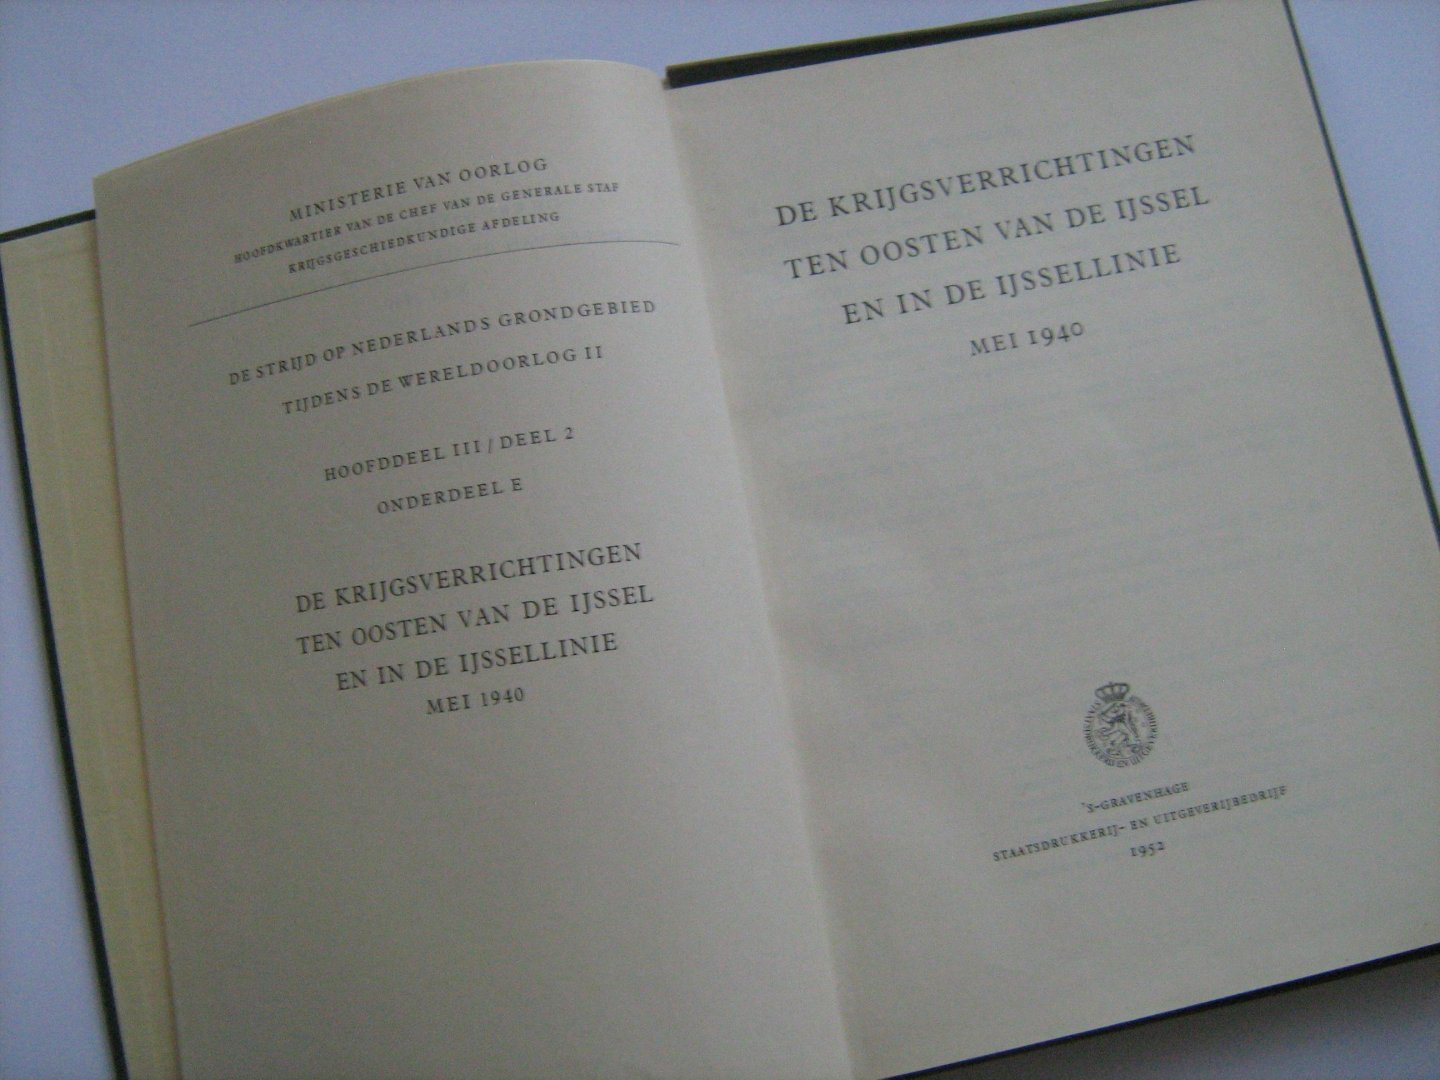 MINISTERIE VAN OORLOG
HOOFDKWARTIER VAN DE CHEF VAN DE GENERALE STAF
KRIJGSGESCHIEDKUNDIGE AFDELING
DE STRIJD OP NEDERLANDS GRONDGEBIED
TIJDENS DE WERELDOORLOG II
HOOFDDEEL III / DEEL 2
ONDERDEEL E
DE KRIJGSVERRICHTINGEN
TEN OOSTEN VAN DE IJSSEL
EN IN DE IJSSELLINIE
MEI 1940
DE KRIJGSVERRICHTINGEN
TEN OOSTEN VAN DE IJSSEL
EN IN DE IJSSELLINIE
MEI 1940
'S-GRAVENHAGE
STAATSDRUKKERIJ- EN UITGEVERIJBEDRIJF
1952